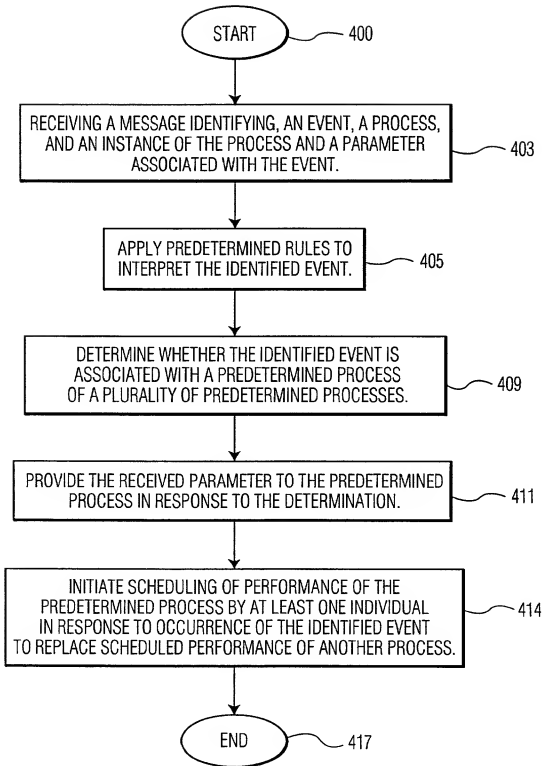 START
400
RECEIVING A MESSAGE IDENTIFYING, AN EVENT, A PROCESS,
AND AN INSTANCE OF THE PROCESS AND A PARAMETER
ASSOCIATED WITH THE EVENT.
403
APPLY PREDETERMINED RULES TO
INTERPRET THE IDENTIFIED EVENT.
405
DETERMINE WHETHER THE IDENTIFIED EVENT IS
ASSOCIATED WITH A PREDETERMINED PROCESS
OF A PLURALITY OF PREDETERMINED PROCESSES.
409
PROVIDE THE RECEIVED PARAMETER TO THE PREDETERMINED
PROCESS IN RESPONSE TO THE DETERMINATION.
411
INITIATE SCHEDULING OF PERFORMANCE OF THE
PREDETERMINED PROCESS BY AT LEAST ONE INDIVIDUAL
IN RESPONSE TO OCCURRENCE OF THE IDENTIFIED EVENT
TO REPLACE SCHEDULED PERFORMANCE OF ANOTHER PROCESS.
414
END
417